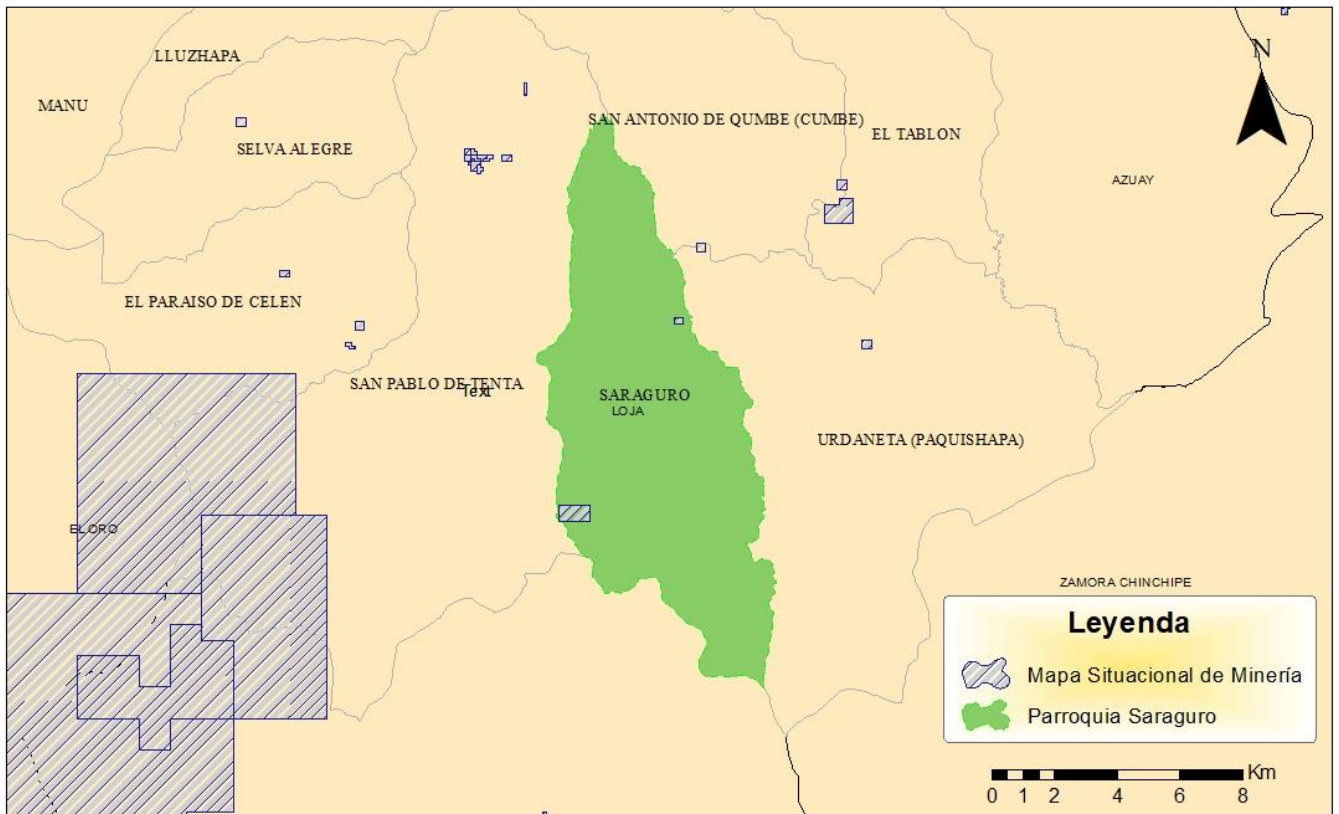 LLUZHAPA
MANU
SELVA ALEGRE
SAN ANTONIO DE QUMBE (CUMBE)
EL TABLON
N
AZUAY
EL PARAISO DE CELEN
SAN PABLO DE TENTA
Text
SARAGURO
LOJA
URDANETA (PAQUISHAPA)
EL ORO
ZAMORA CHINCHIPE
Leyenda
Mapa Situacional de Minería
Parroquia Saraguro
Km
0 1 2 4 6 8